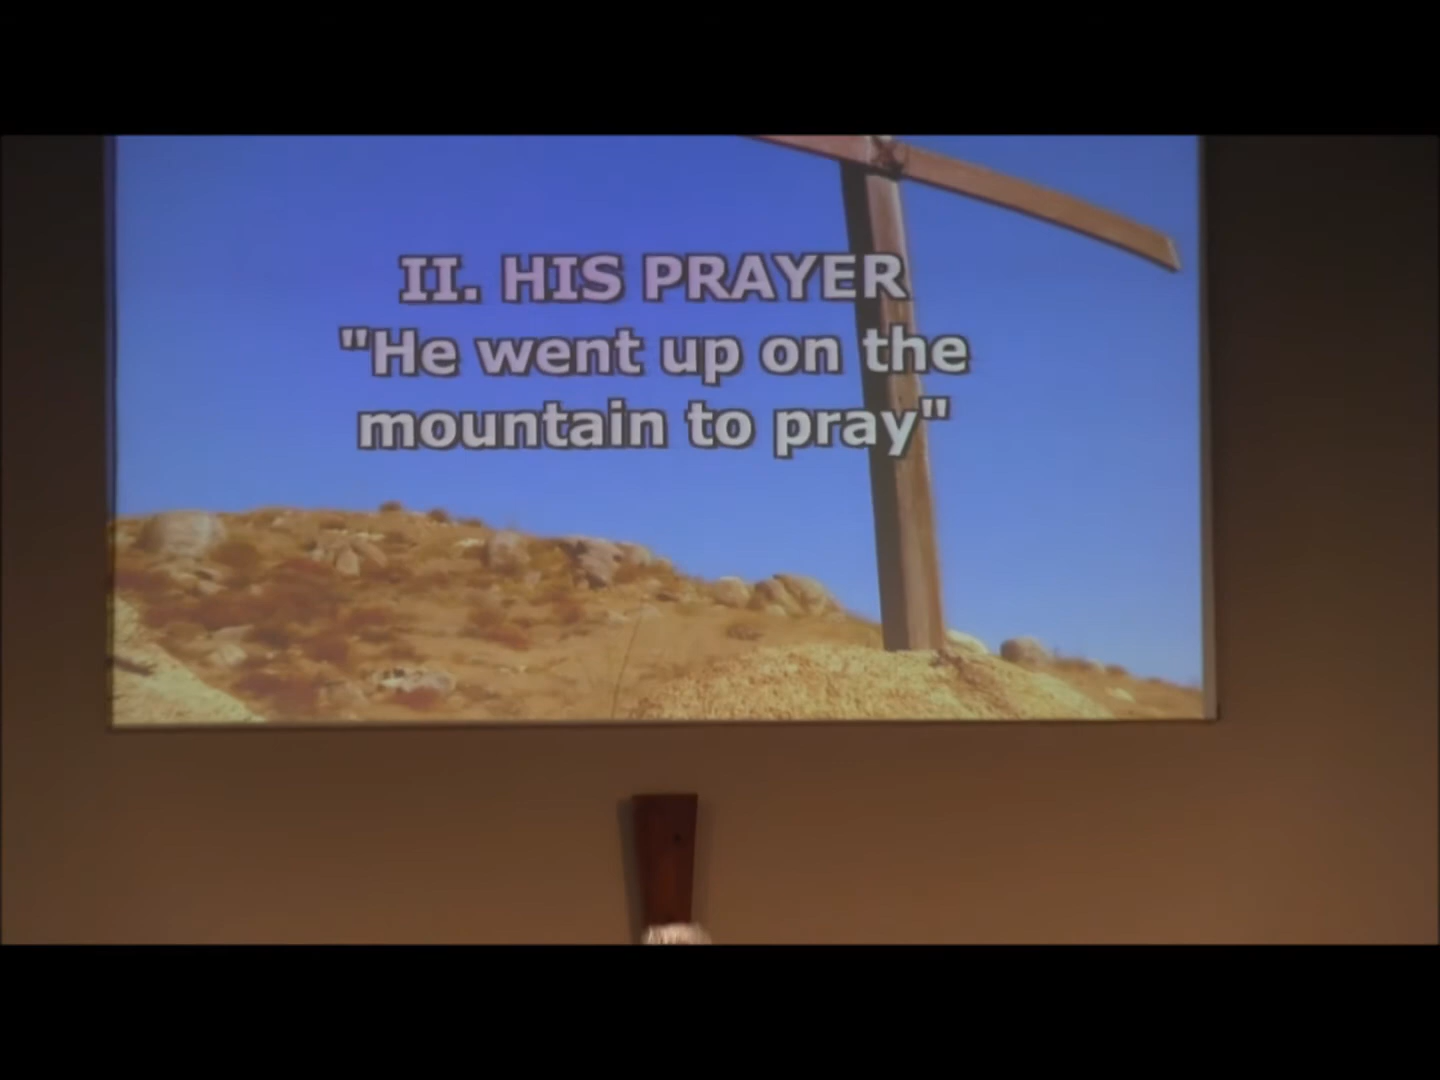 II. HIS PRAYER
"He went up on the
mountain to pray"